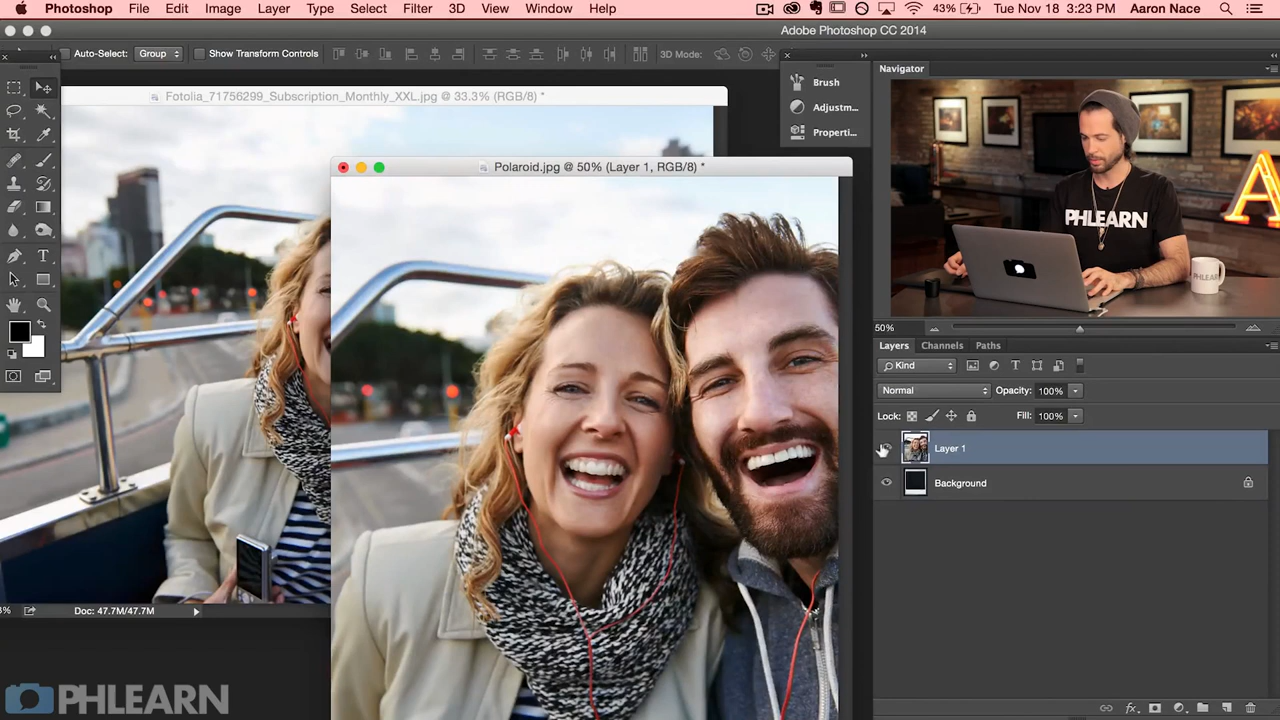 Photoshop File Edit Image Layer Type Select Filter 3D View Window Help 43% Tue Nov 18 3:23 PM Aaron Nace
Adobe Photoshop CC 2014
Auto-Select: Group Show Transform Controls 3D Mode:
Navigator
Brush
Adjustm...
Properti...
Fotolia_71756299_Subscription_Monthly_XXL.jpg @ 33.3% (RGB/8) *
Polaroid.jpg @ 50% (Layer 1, RGB/8) *
PHLEARN
PHLEARN
A
50%
Layers Channels Paths
Kind
Normal Opacity: 100%
Lock: Fill: 100%
Layer 1
Background
3% Doc: 47.7M/47.7M
PHLEARN